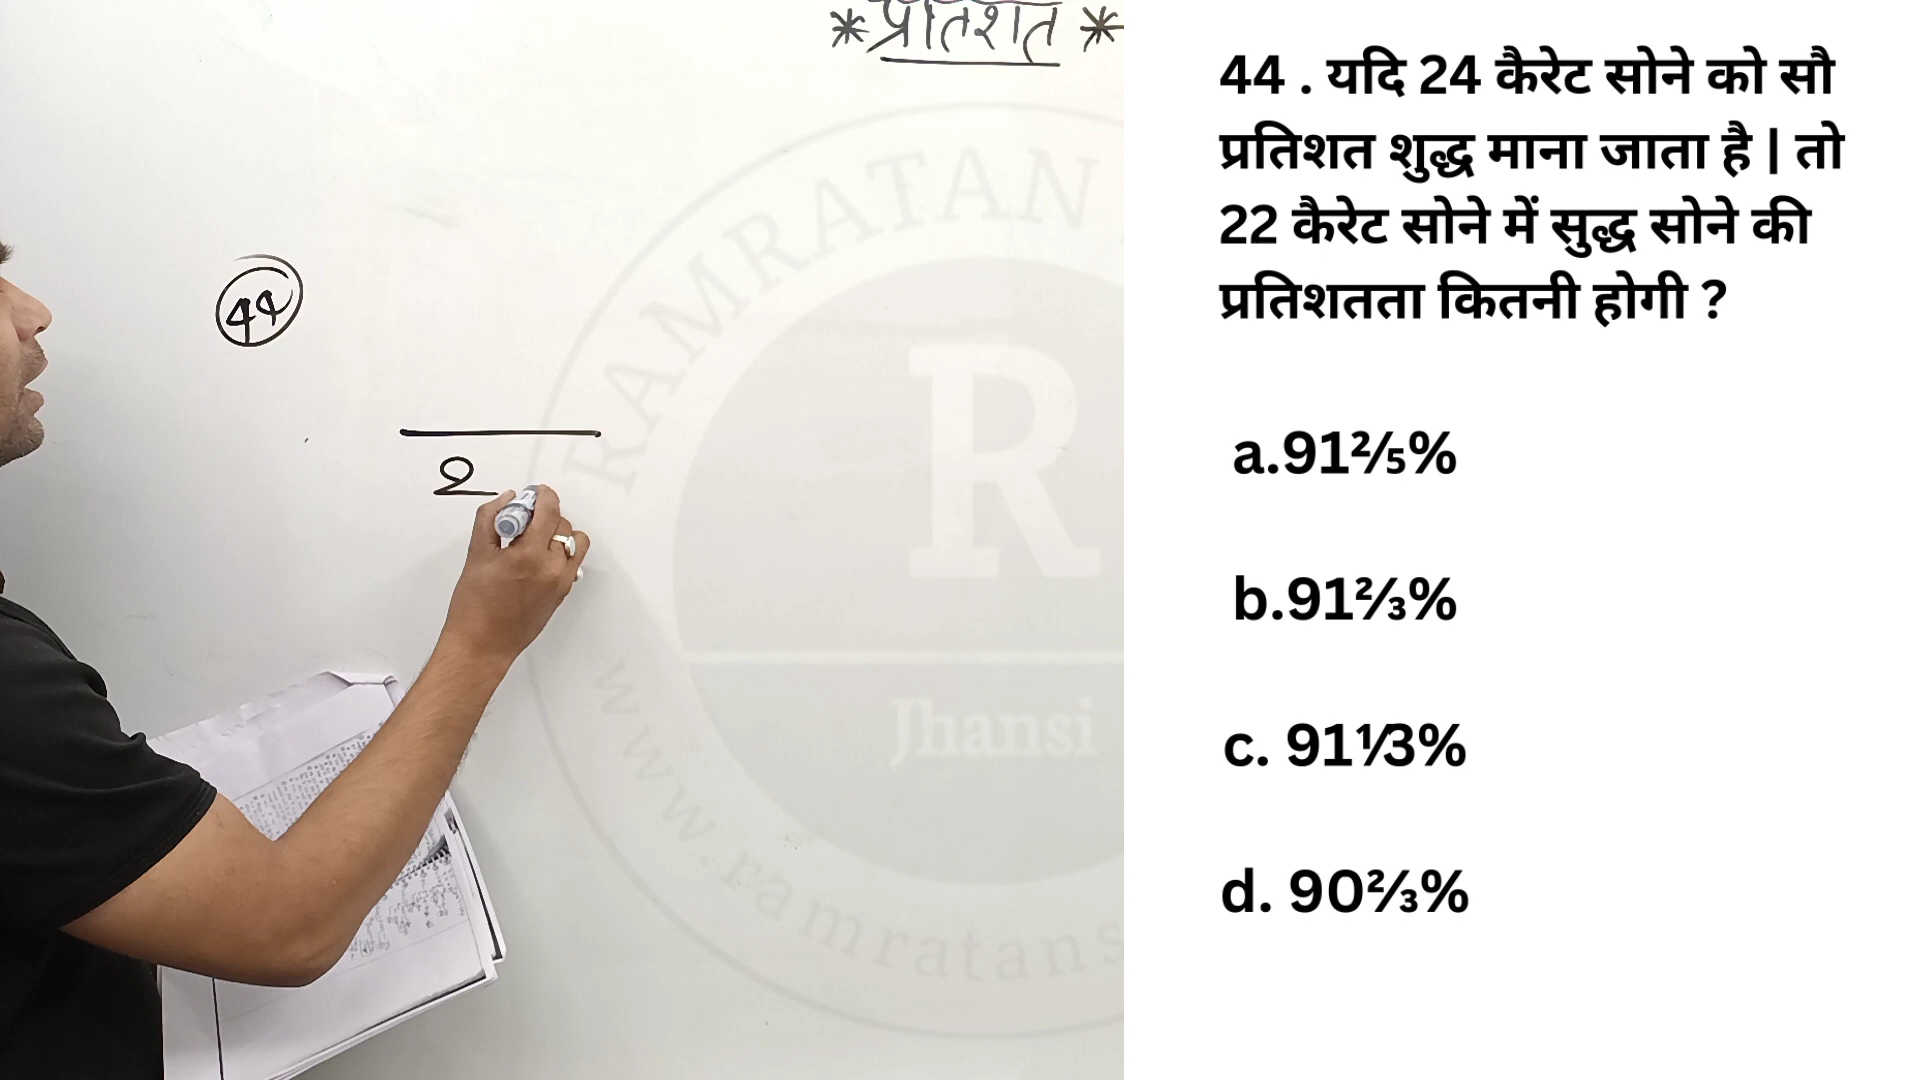 *प्रतिशत*
44
2
RAMRATAN
R
Jhansi
www.ramratans
44 . यदि 24 कैरेट सोने को सौ
प्रतिशत शुद्ध माना जाता है | तो
22 कैरेट सोने में सुद्ध सोने की
प्रतिशतता कितनी होगी ?
a.91⅖%
b.91⅔%
c. 91⅓%
d. 90⅔%